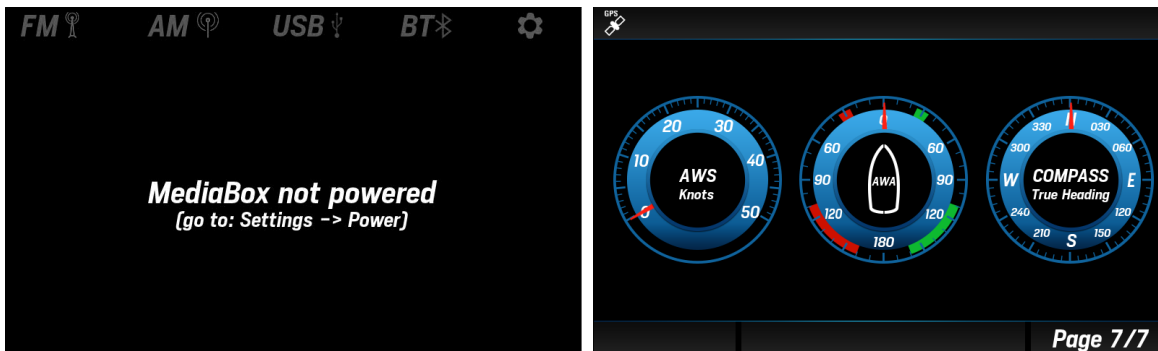 FM AM USB BT
MediaBox not powered
(go to: Settings -> Power)
GPS
0 10 20 30 40 50
AWS
Knots
0
60 60
90 90
120 120
180
AWA
N
330 030
300 060
W E
240 120
210 150
S
COMPASS
True Heading
Page 7/7